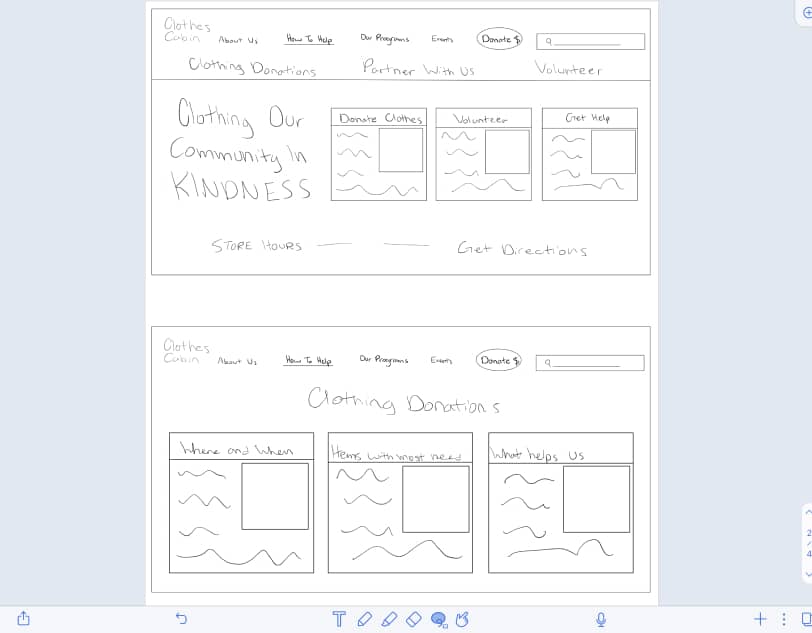 Clothes
Cabin
About Us How To Help Our Programs Events Donate $
Clothing Donations Partner With Us Volunteer
Clothing Our
Community In
KINDNESS
Donate Clothes
Volunteer
Get Help
STORE HOURS
Get Directions
Clothes
Cabin
About Us How To Help Our Programs Events Donate $
Clothing Donations
Where and When
Items with most need
What helps us
2
/
4